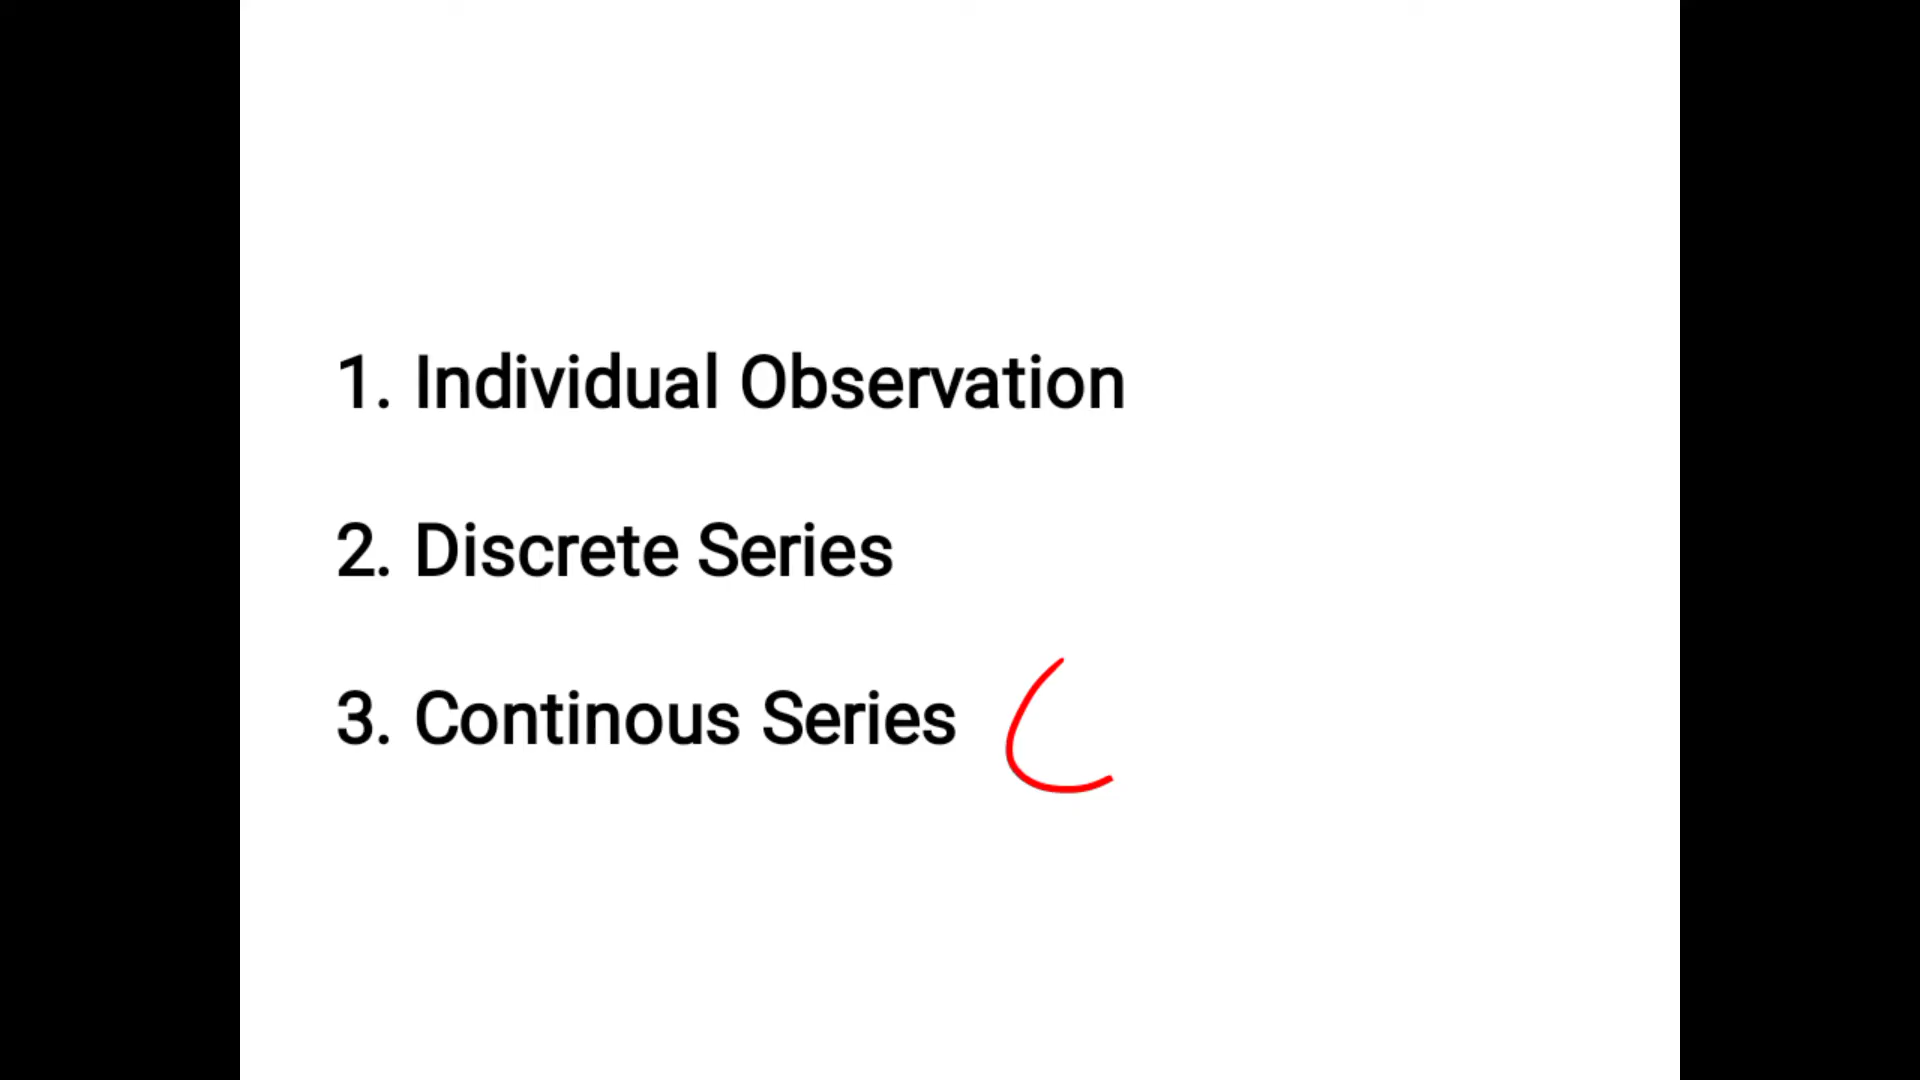 1. Individual Observation
2. Discrete Series
3. Continous Series